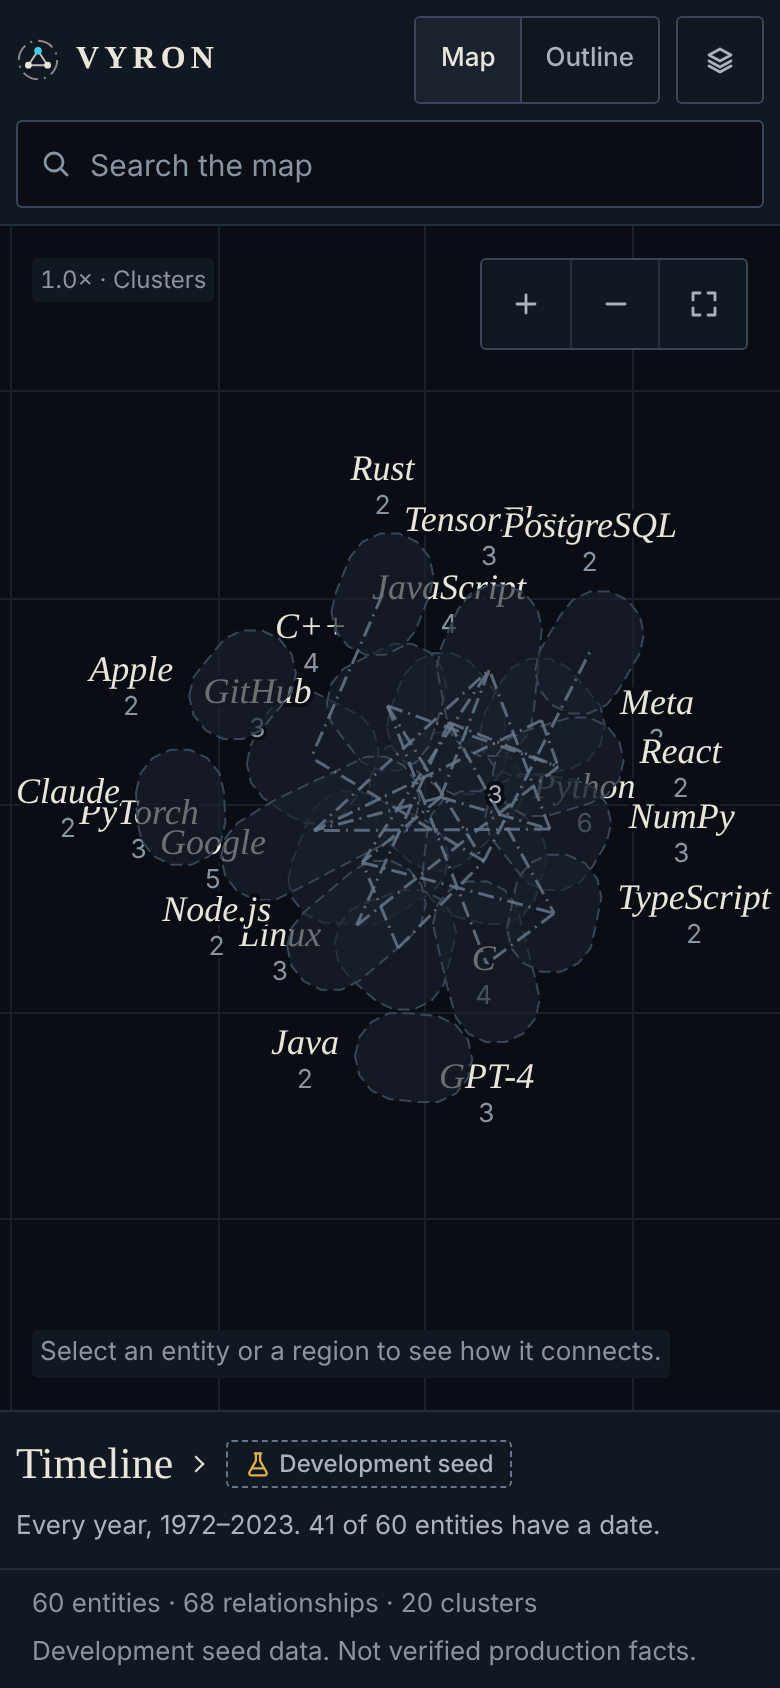 VYRON
Map
Outline
Search the map
1.0× · Clusters
Rust
2
PostgreSQL
3
2
JavaScript
4
C++
4
Apple
2
GitHub
3
Meta
React
2
Claude
2
PyTorch
3
3
Python
6
NumPy
3
Google
5
TypeScript
2
Node.js
2
Linux
3
C
4
Java
2
GPT-4
3
Select an entity or a region to see how it connects.
Timeline
Development seed
Every year, 1972–2023. 41 of 60 entities have a date.
60 entities · 68 relationships · 20 clusters
Development seed data. Not verified production facts.